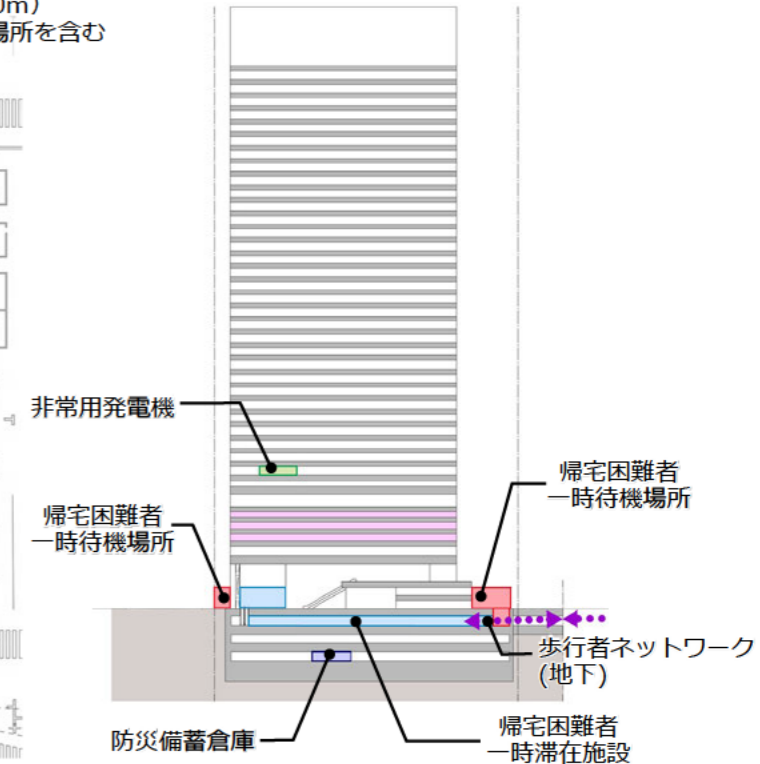 0m）
場所を含む
非常用発電機
帰宅困難者
一時待機場所
帰宅困難者
一時待機場所
歩行者ネットワーク
(地下)
防災備蓄倉庫
帰宅困難者
一時滞在施設